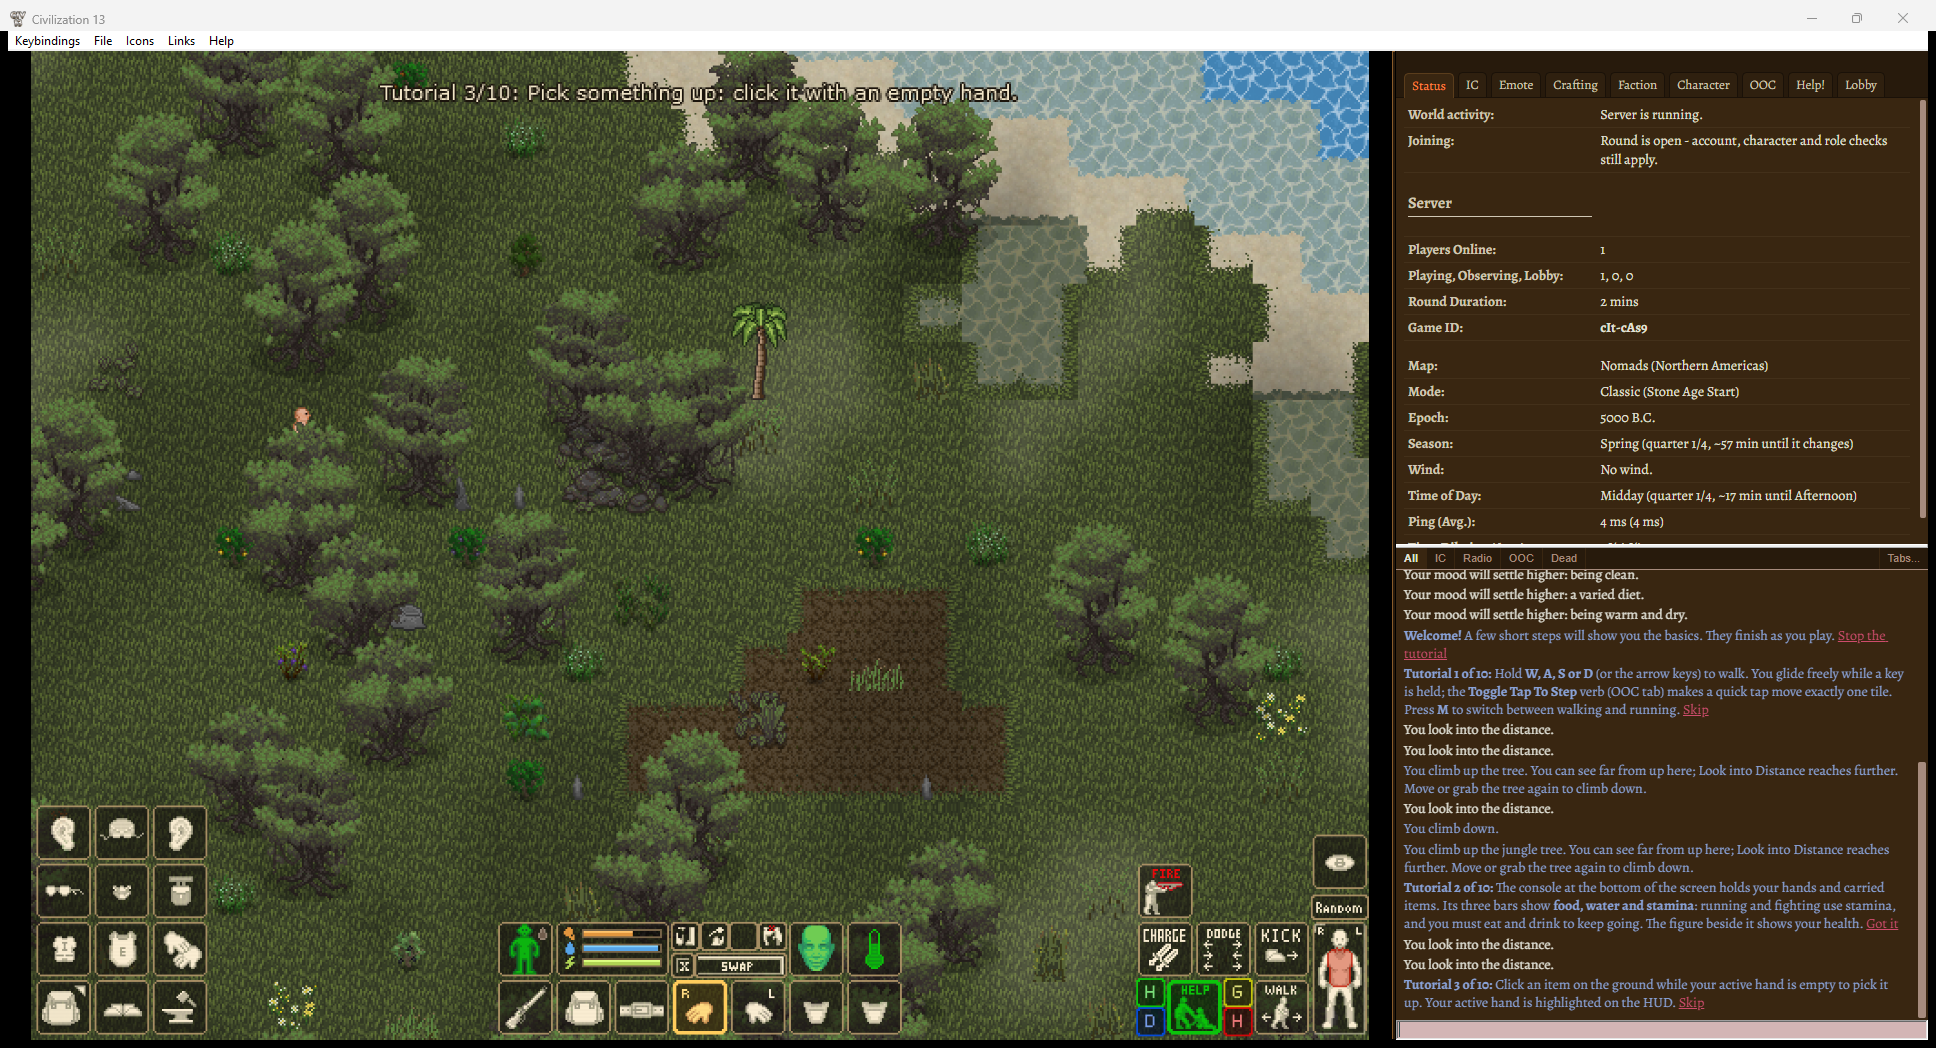 Civilization 13
Keybindings File Icons Links Help
Tutorial 3/10: Pick something up: click it with an empty hand.
Status IC Emote Crafting Faction Character OOC Help! Lobby
World activity: Server is running.
Joining: Round is open - account, character and role checks
still apply.
Server
Players Online: 1
Playing, Observing, Lobby: 1, 0, 0
Round Duration: 2 mins
Game ID: cIt-cAs9
Map: Nomads (Northern Americas)
Mode: Classic (Stone Age Start)
Epoch: 5000 B.C.
Season: Spring (quarter 1/4, ~57 min until it changes)
Wind: No wind.
Time of Day: Midday (quarter 1/4, ~17 min until Afternoon)
Ping (Avg.): 4 ms (4 ms)
All IC Radio OOC Dead Tabs...
Your mood will settle higher: being clean.
Your mood will settle higher: a varied diet.
Your mood will settle higher: being warm and dry.
Welcome! A few short steps will show you the basics. They finish as you play. Stop the
tutorial
Tutorial 1 of 10: Hold W, A, S or D (or the arrow keys) to walk. You glide freely while a key
is held; the Toggle Tap To Step verb (OOC tab) makes a quick tap move exactly one tile.
Press M to switch between walking and running. Skip
You look into the distance.
You look into the distance.
You climb up the tree. You can see far from up here; Look into Distance reaches further.
Move or grab the tree again to climb down.
You look into the distance.
You climb down.
You climb up the jungle tree. You can see far from up here; Look into Distance reaches
further. Move or grab the tree again to climb down.
Tutorial 2 of 10: The console at the bottom of the screen holds your hands and carried
items. Its three bars show food, water and stamina: running and fighting use stamina,
and you must eat and drink to keep going. The figure beside it shows your health. Got it
You look into the distance.
You look into the distance.
Tutorial 3 of 10: Click an item on the ground while your active hand is empty to pick it
up. Your active hand is highlighted on the HUD. Skip
FIRE
RANDOM
CHARGE DODGE KICK R L
X SWAP
I E
R L
H HELP G WALK
D H